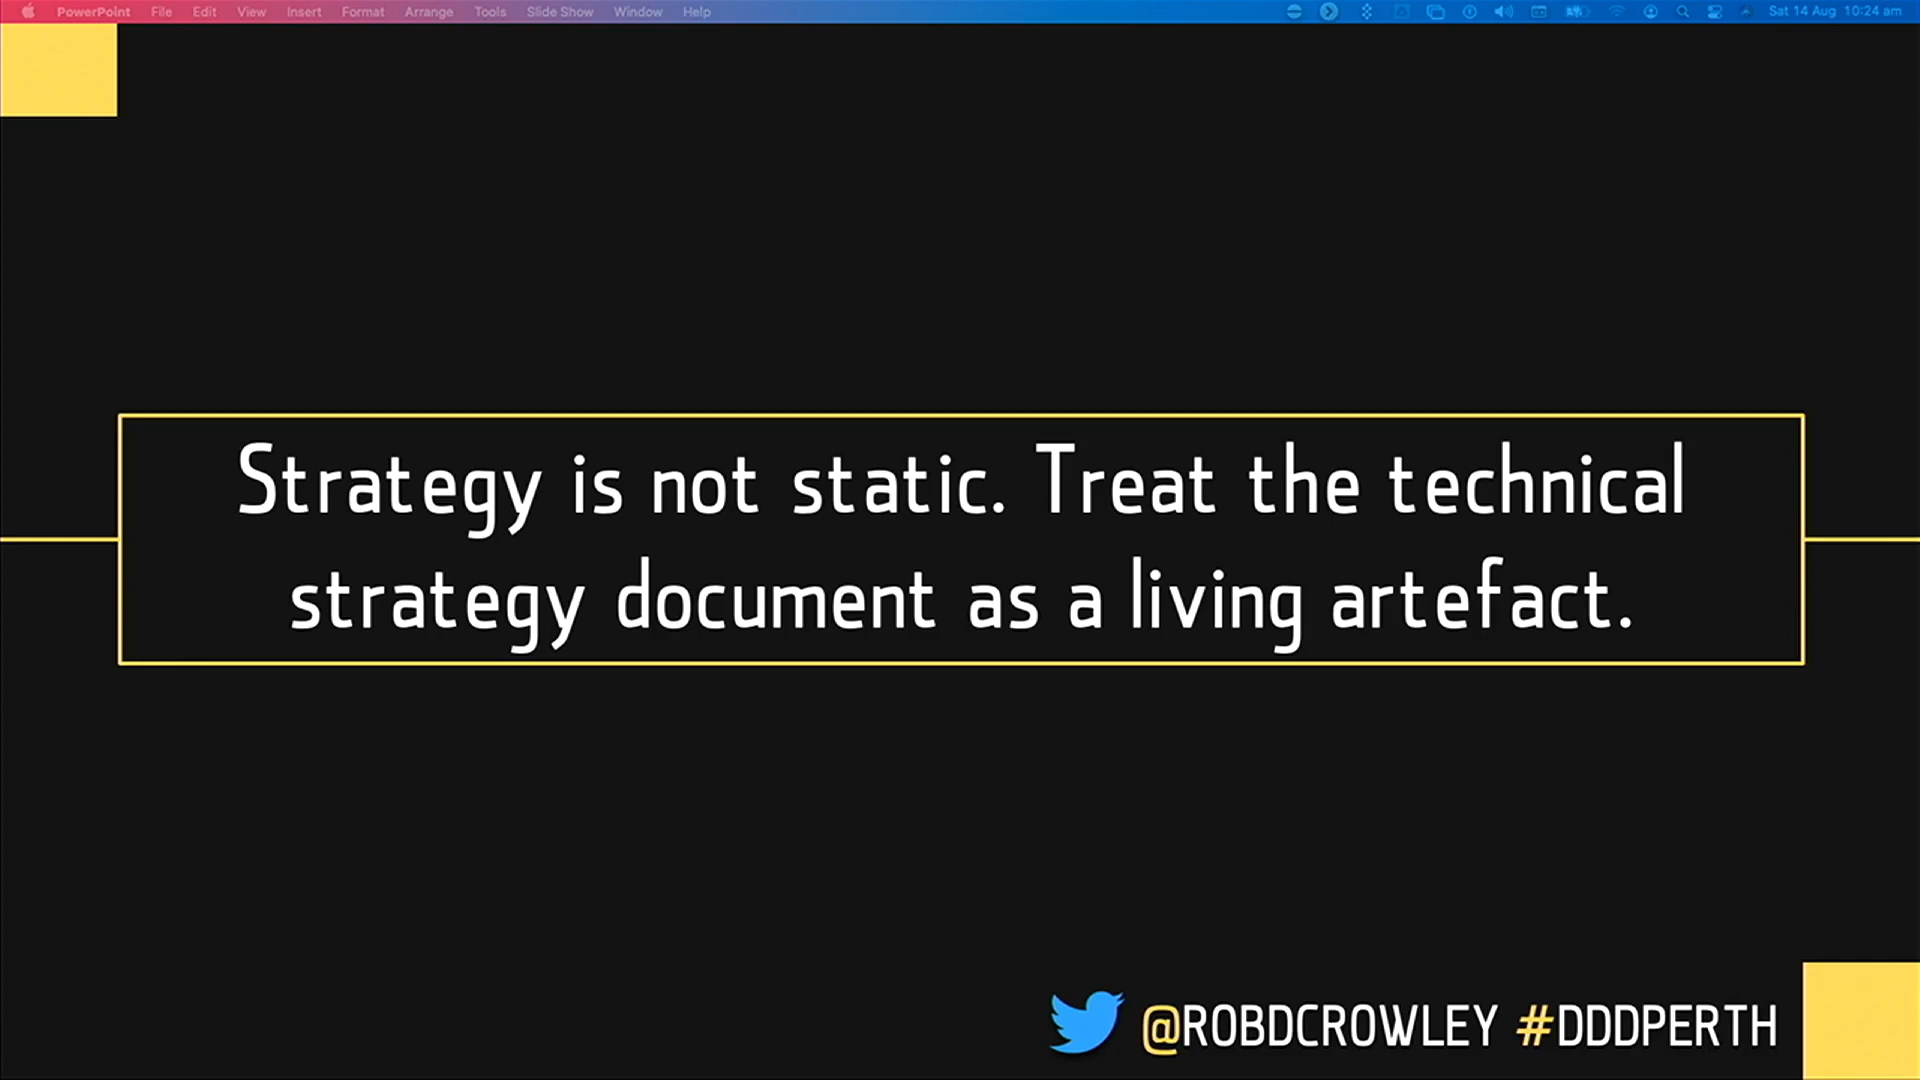 PowerPoint File Edit View Insert Format Arrange Tools Slide Show Window Help Sat 14 Aug 10:24 am
Strategy is not static. Treat the technical
strategy document as a living artefact.
@ROBDCROWLEY #DDDPERTH